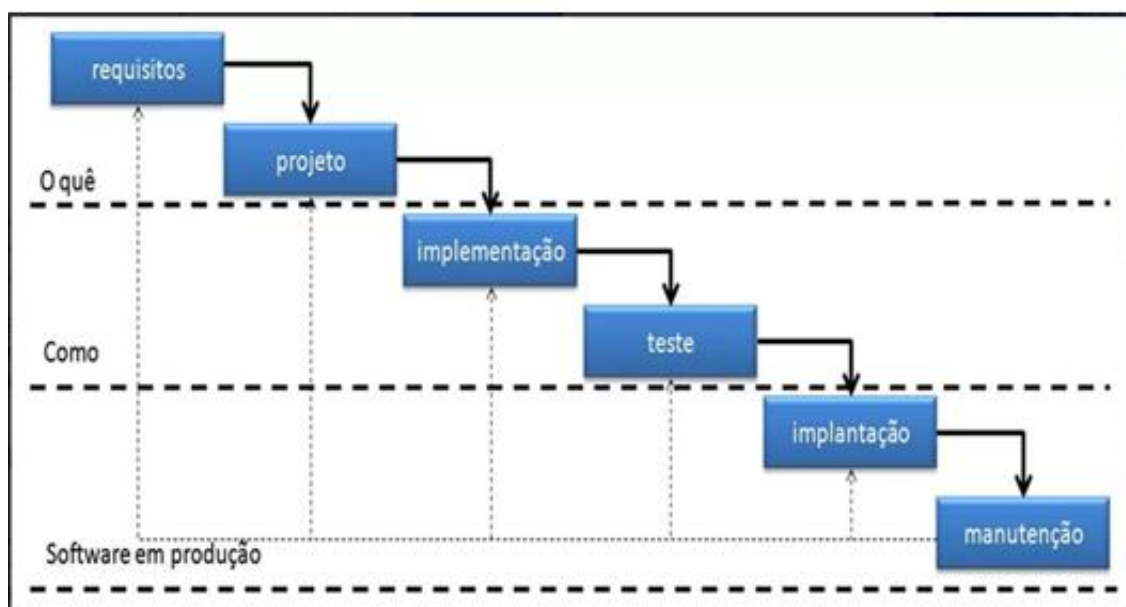 requisitos
projeto
O quê
implementação
teste
Como
implantação
manutenção
Software em produção